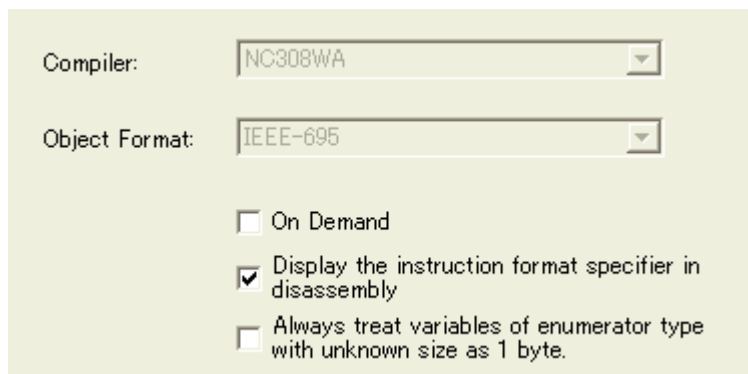 Compiler: NC308WA
Object Format: IEEE-695
On Demand
Display the instruction format specifier in
disassembly
Always treat variables of enumerator type
with unknown size as 1 byte.